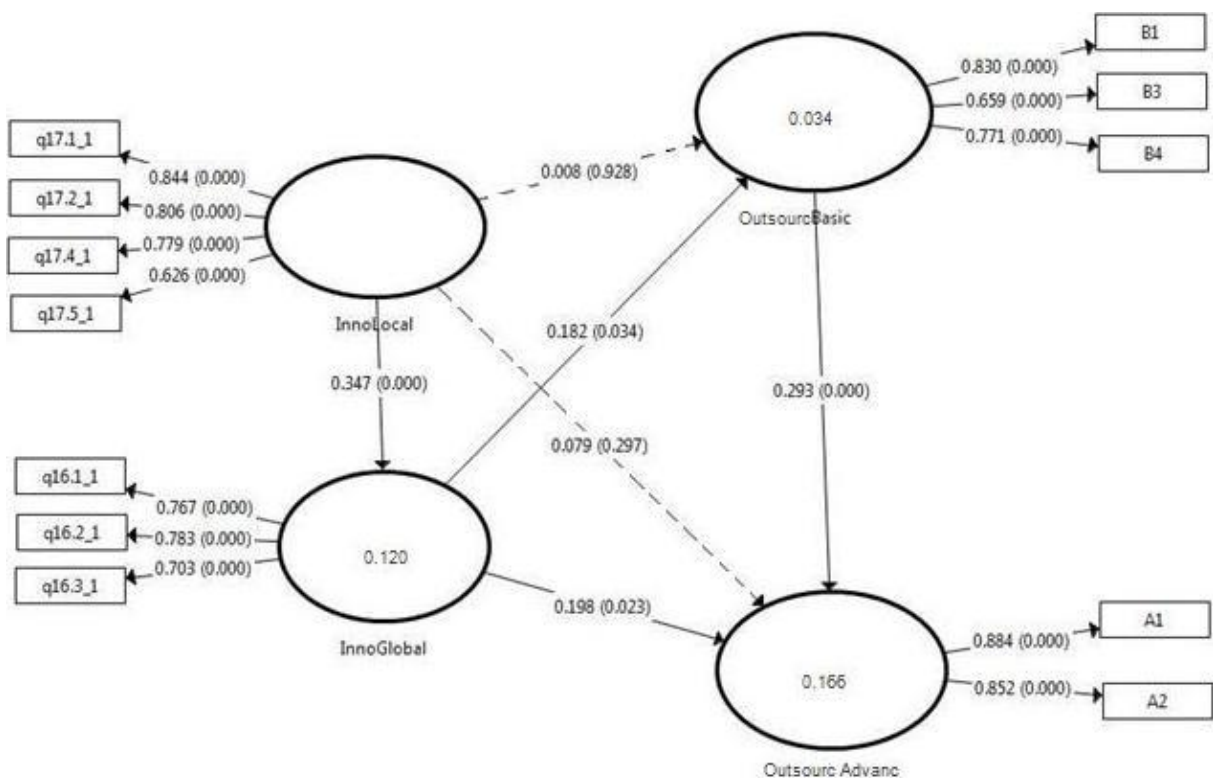 B1
0.830 (0.000)
B3
0.659 (0.000)
0.034
B4
0.771 (0.000)
q17.1_1
0.844 (0.000)
0.008 (0.928)
q17.2_1
0.806 (0.000)
OutsourcBasic
q17.4_1
0.779 (0.000)
0.626 (0.000)
q17.5_1
InnoLocal
0.182 (0.034)
0.347 (0.000)
0.293 (0.000)
0.079 (0.297)
q16.1_1
0.767 (0.000)
q16.2_1
0.783 (0.000)
0.120
0.703 (0.000)
q16.3_1
0.198 (0.023)
InnoGlobal
A1
0.884 (0.000)
0,166
0.852 (0.000)
A2
Outsourc Advanc